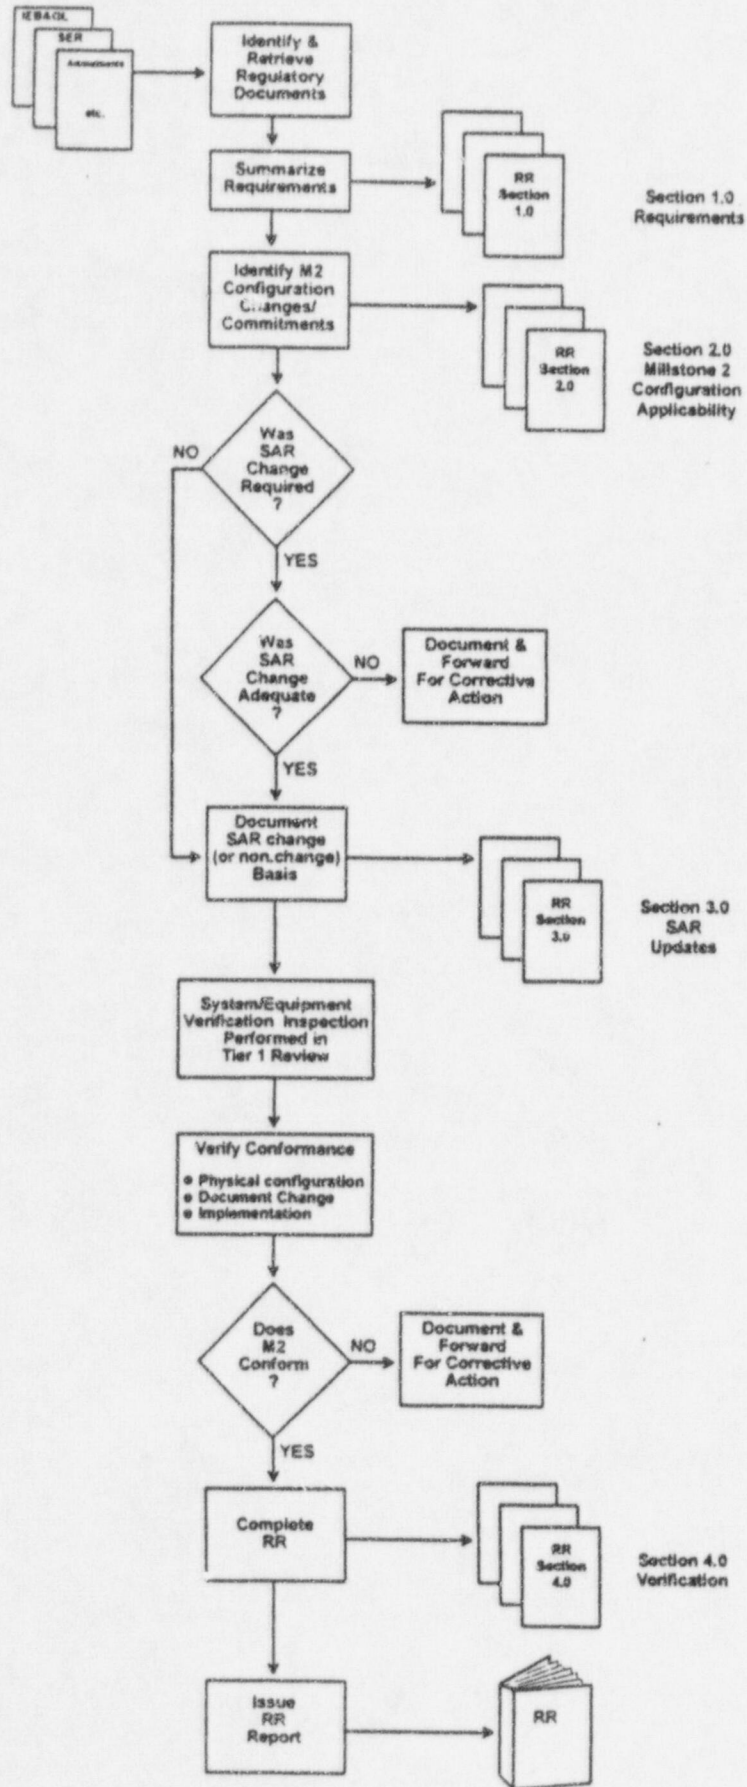 SER
etc.
Identify &
Retrieve
Regulatory
Documents
Summarize
Requirements
RR
Section
1.0
Section 1.0
Requirements
Identify M2
Configuration
Changes/
Commitments
RR
Section
2.0
Section 2.0
Millstone 2
Configuration
Applicability
Was
SAR
Change
Required
?
NO
YES
Was
SAR
Change
Adequate
?
NO
Document &
Forward
For Corrective
Action
YES
Document
SAR change
(or non.change)
Basis
RR
Section
3.0
Section 3.0
SAR
Updates
System/Equipment
Verification Inspection
Performed in
Tier 1 Review
Verify Conformance
• Physical configuration
• Document Change
• Implementation
Does
M2
Conform
?
NO
Document &
Forward
For Corrective
Action
YES
Complete
RR
RR
Section
4.0
Section 4.0
Verification
Issue
RR
Report
RR